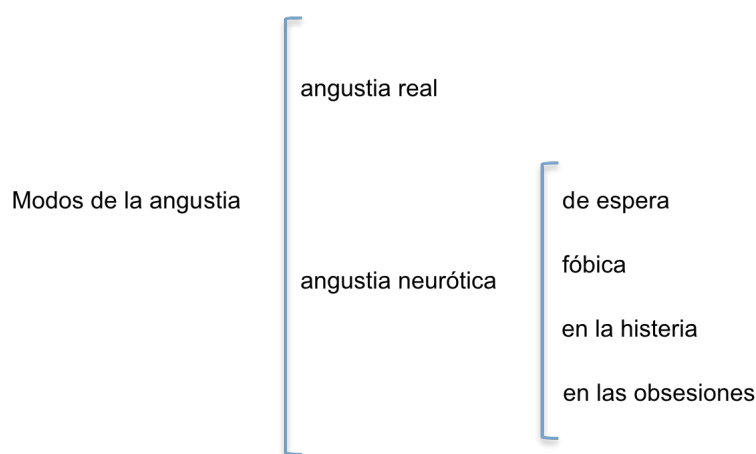 angustia real
Modos de la angustia
de espera
fóbica
angustia neurótica
en la histeria
en las obsesiones